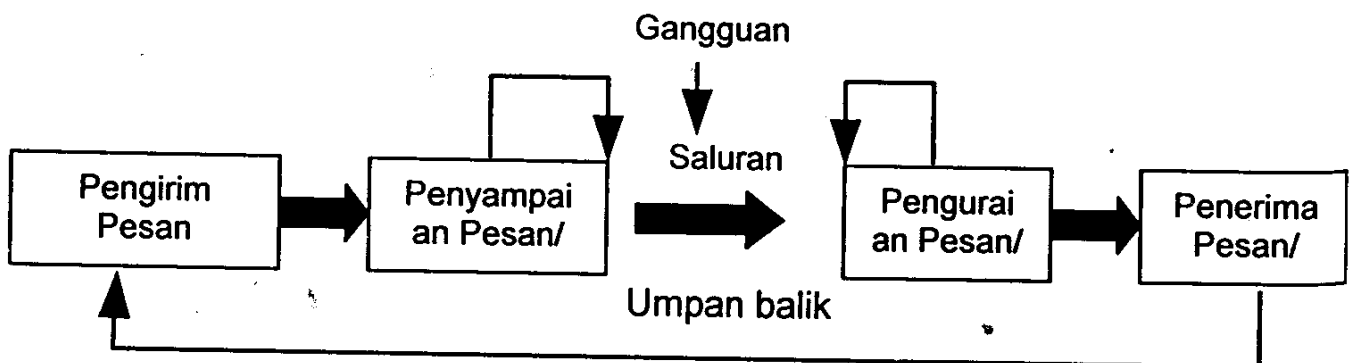 Gangguan
Saluran
Pengirim
Pesan
Penyampai
an Pesan/
Pengurai
an Pesan/
Penerima
Pesan/
Umpan balik